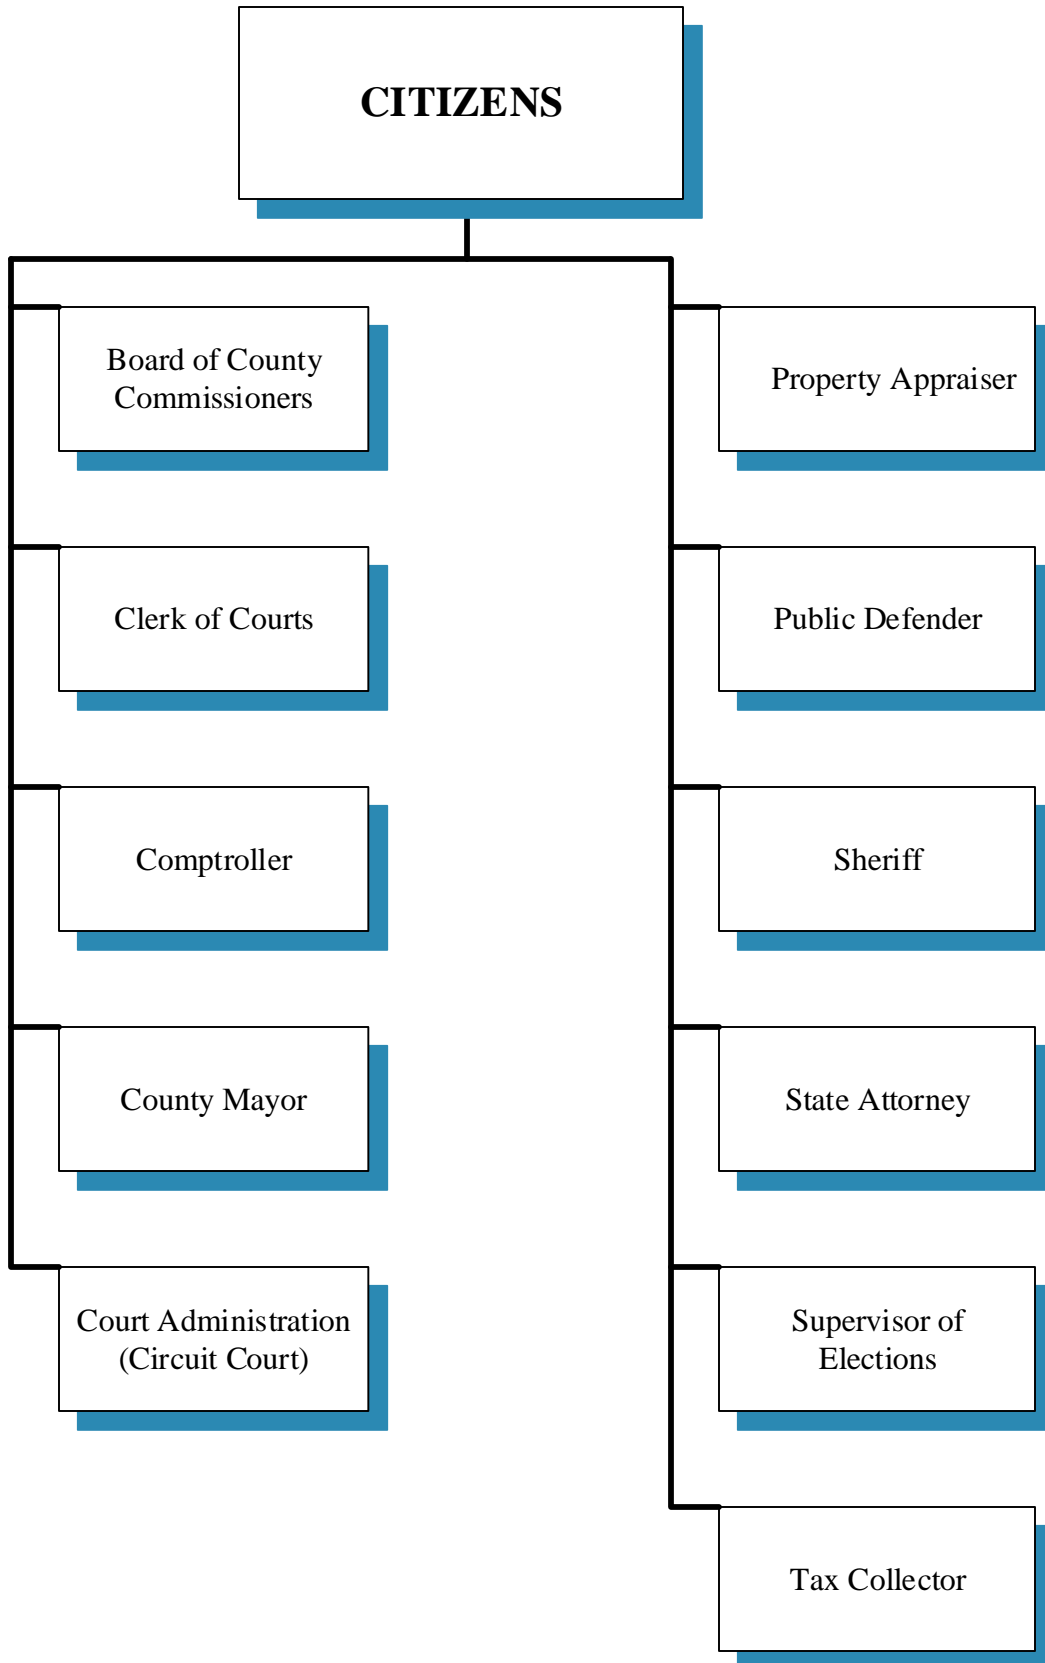 CITIZENS
Board of County
Commissioners
Clerk of Courts
Comptroller
County Mayor
Court Administration
(Circuit Court)
Property Appraiser
Public Defender
Sheriff
State Attorney
Supervisor of
Elections
Tax Collector